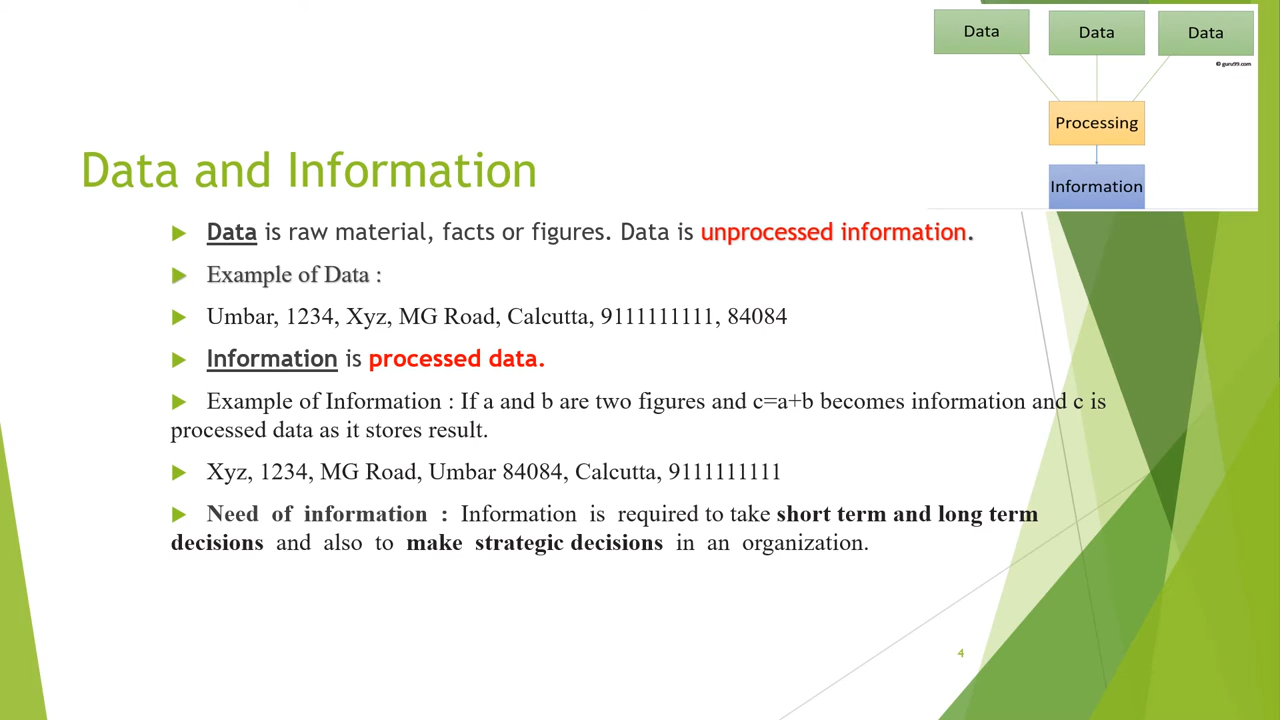 Data Data Data
© guru99.com
Processing
Information
Data and Information
Data is raw material, facts or figures. Data is unprocessed information.
Example of Data :
Umbar, 1234, Xyz, MG Road, Calcutta, 9111111111, 84084
Information is processed data.
Example of Information : If a and b are two figures and c=a+b becomes information and c is
processed data as it stores result.
Xyz, 1234, MG Road, Umbar 84084, Calcutta, 9111111111
Need of information : Information is required to take short term and long term
decisions and also to make strategic decisions in an organization.
4